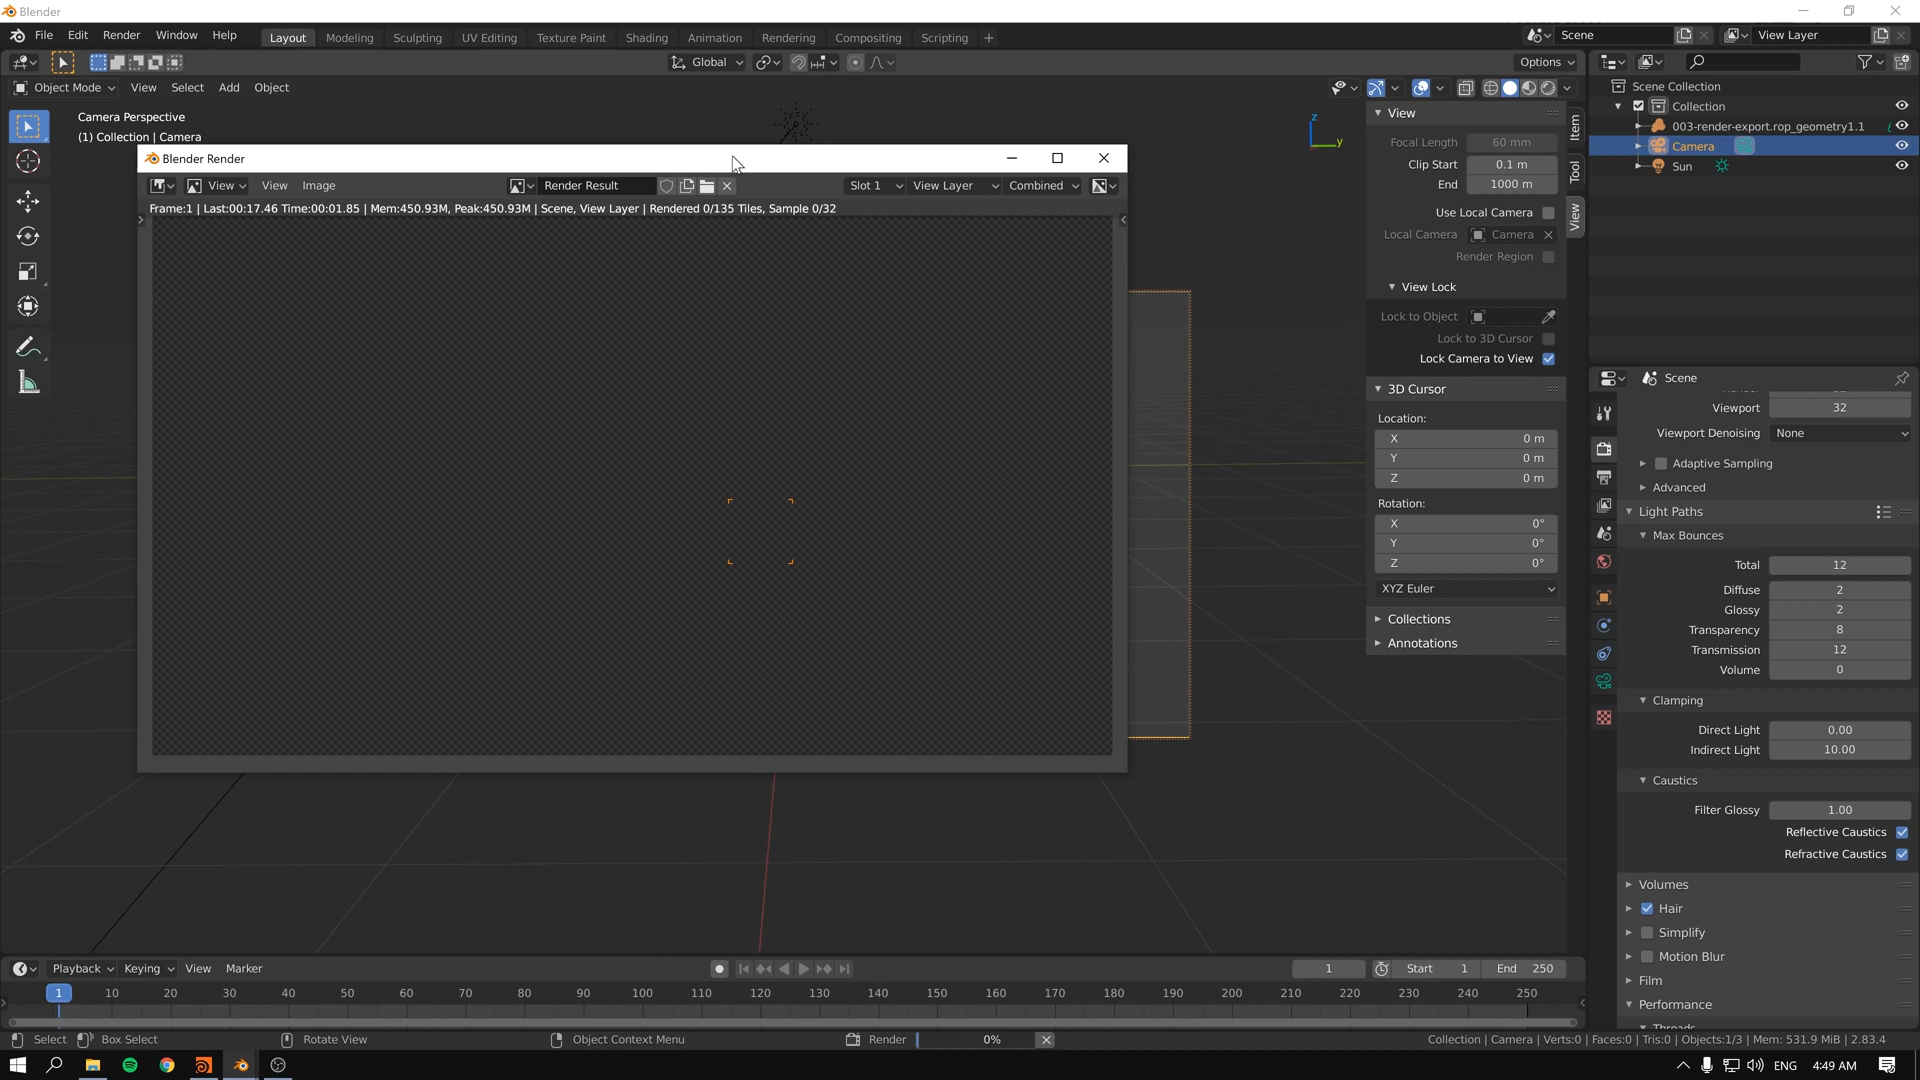 Blender
File Edit Render Window Help Layout Modeling Sculpting UV Editing Texture Paint Shading Animation Rendering Compositing Scripting + Scene View Layer
Global Options
Object Mode View Select Add Object
Camera Perspective
(1) Collection | Camera
Blender Render
View View Image Render Result Slot 1 View Layer Combined
Frame:1 | Last:00:17.46 Time:00:01.85 | Mem:450.93M, Peak:450.93M | Scene, View Layer | Rendered 0/135 Tiles, Sample 0/32
z
y
View
Focal Length 60 mm
Clip Start 0.1 m
End 1000 m
Use Local Camera
Local Camera Camera
Render Region
View Lock
Lock to Object
Lock to 3D Cursor
Lock Camera to View
3D Cursor
Location:
X 0 m
Y 0 m
Z 0 m
Rotation:
X 0°
Y 0°
Z 0°
XYZ Euler
Collections
Annotations
Item
Tool
View
Scene Collection
Collection
003-render-export.rop_geometry1.1
Camera
Sun
Scene
Viewport 32
Viewport Denoising None
Adaptive Sampling
Advanced
Light Paths
Max Bounces
Total 12
Diffuse 2
Glossy 2
Transparency 8
Transmission 12
Volume 0
Clamping
Direct Light 0.00
Indirect Light 10.00
Caustics
Filter Glossy 1.00
Reflective Caustics
Refractive Caustics
Volumes
Hair
Simplify
Motion Blur
Film
Performance
Playback Keying View Marker 1 Start 1 End 250
1 10 20 30 40 50 60 70 80 90 100 110 120 130 140 150 160 170 180 190 200 210 220 230 240 250
Select Box Select Rotate View Object Context Menu Render 0% Collection | Camera | Verts:0 | Faces:0 | Tris:0 | Objects:1/3 | Mem: 531.9 MiB | 2.83.4
ENG 4:49 AM